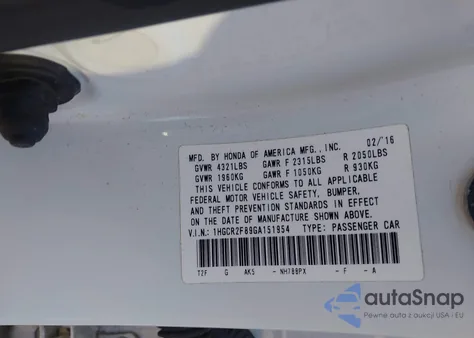 MFD. BY HONDA OF AMERICA MFG., INC. 02/'16
GVWR 4321LBS GAWR F 2315LBS R 2050LBS
GVWR 1960KG GAWR F 1050KG R 930KG
THIS VEHICLE CONFORMS TO ALL APPLICABLE
FEDERAL MOTOR VEHICLE SAFETY, BUMPER,
AND THEFT PREVENTION STANDARDS IN EFFECT
ON THE DATE OF MANUFACTURE SHOWN ABOVE.
V.I.N.: 1HGCR2F89GA151954 TYPE: PASSENGER CAR
T2F G AK5 - NH788PX - F - A
autoSnap
Pewne auto z aukcji USA i EU